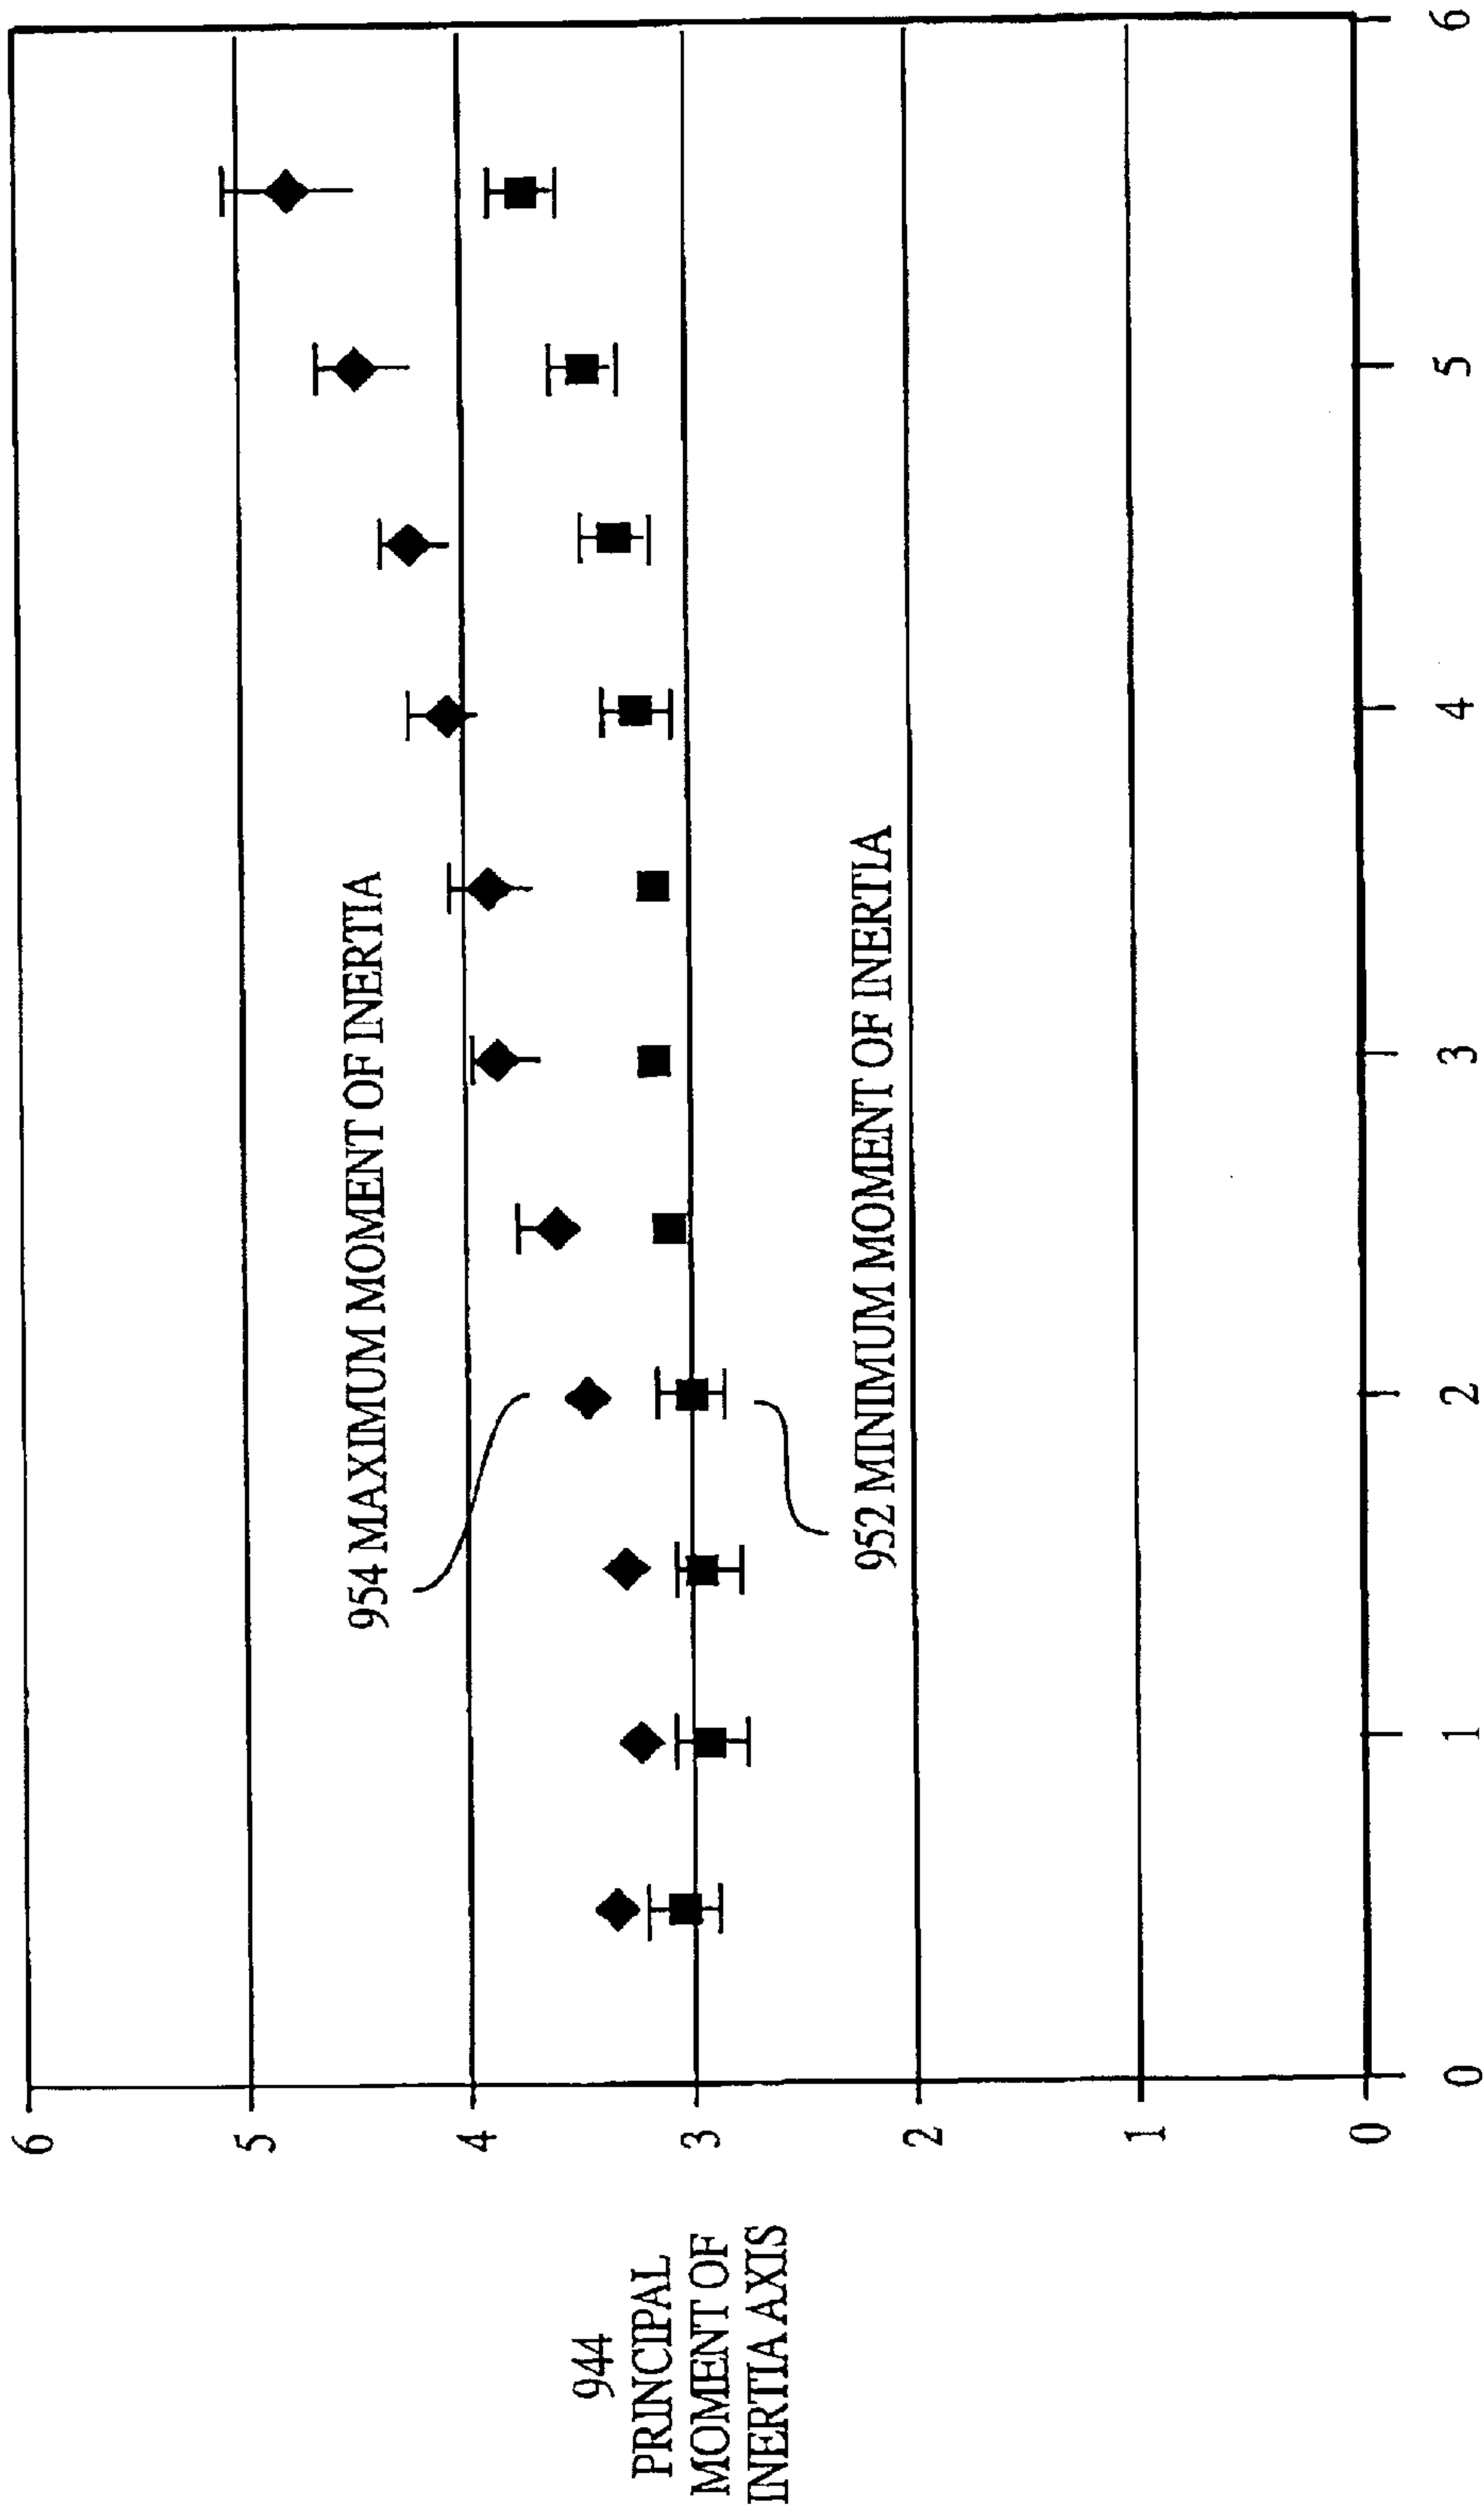 944
PRINCIPAL
MOMENT OF
INERTIA AXIS
6
5
4
3
2
1
0
954 MAXIMUM MOMENT OF INERTIA
952 MINIMUM MOMENT OF INERTIA
0 1 2 3 4 5 6